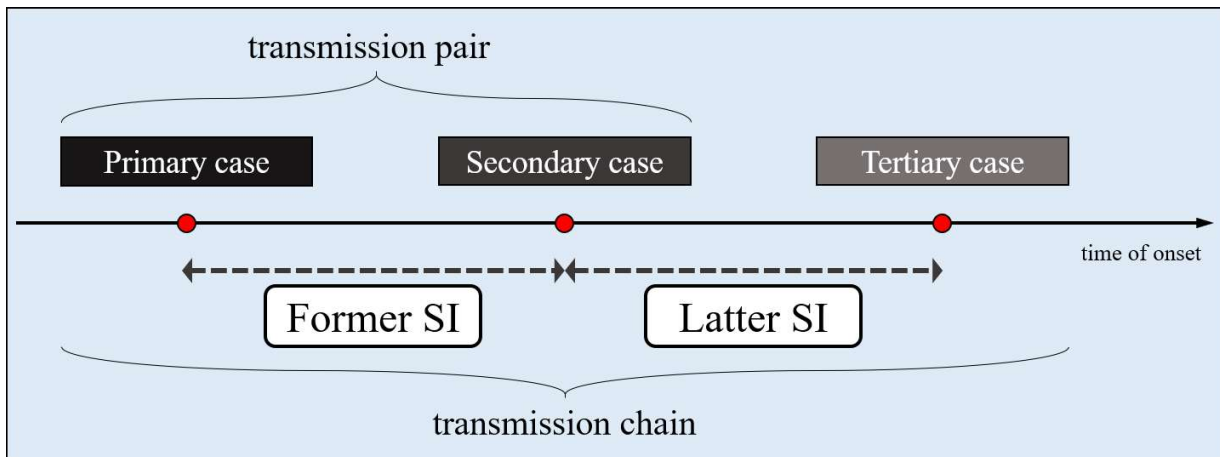 transmission pair
Primary case
Secondary case
Tertiary case
time of onset
Former SI
Latter SI
transmission chain